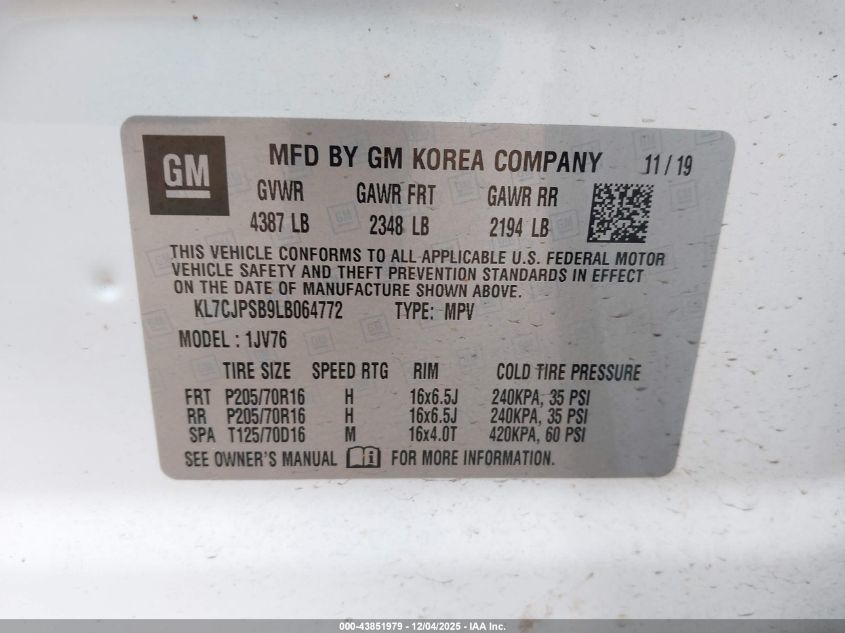 GM
MFD BY GM KOREA COMPANY 11 / 19
GVWR GAWR FRT GAWR RR
4387 LB 2348 LB 2194 LB
THIS VEHICLE CONFORMS TO ALL APPLICABLE U.S. FEDERAL MOTOR
VEHICLE SAFETY AND THEFT PREVENTION STANDARDS IN EFFECT
ON THE DATE OF MANUFACTURE SHOWN ABOVE.
KL7CJPSB9LB064772 TYPE: MPV
MODEL : 1JV76
TIRE SIZE SPEED RTG RIM COLD TIRE PRESSURE
FRT P205/70R16 H 16x6.5J 240KPA, 35 PSI
RR P205/70R16 H 16x6.5J 240KPA, 35 PSI
SPA T125/70D16 M 16x4.0T 420KPA, 60 PSI
SEE OWNER'S MANUAL i FOR MORE INFORMATION.
000-43851979 - 12/04/2025 - IAA Inc.